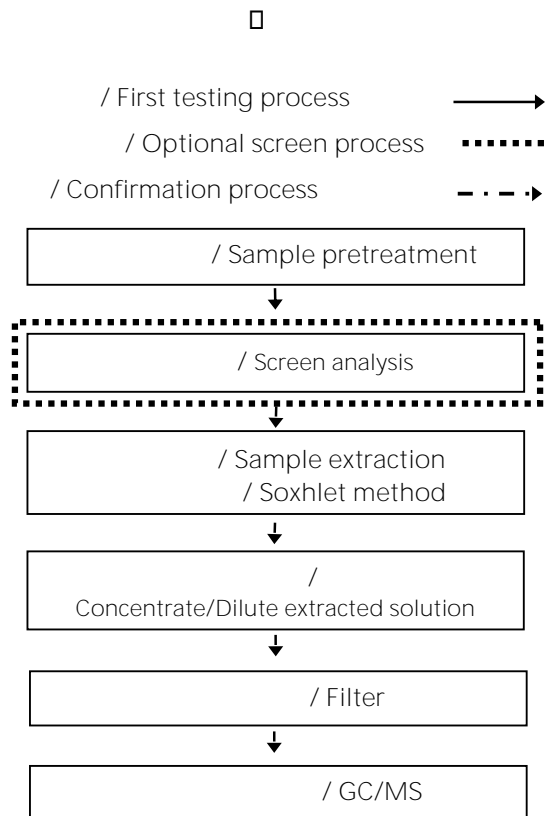 / First testing process
/ Optional screen process
/ Confirmation process
/ Sample pretreatment
/ Screen analysis
/ Sample extraction
/ Soxhlet method
/
Concentrate/Dilute extracted solution
/ Filter
/ GC/MS